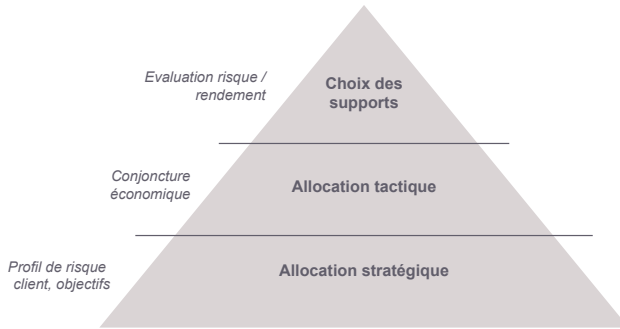 Evaluation risque /
rendement
Choix des
supports
Conjoncture
économique
Allocation tactique
Profil de risque
client, objectifs
Allocation stratégique